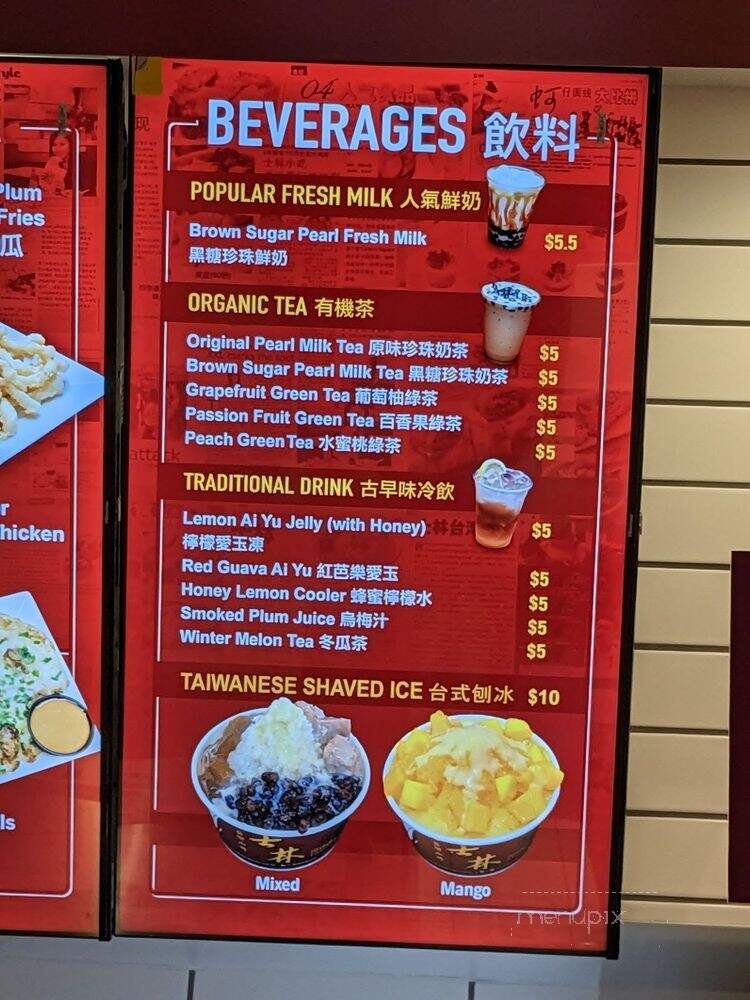 Plum
Fries
瓜
hicken
ls
BEVERAGES 飲料
POPULAR FRESH MILK 人氣鮮奶
Brown Sugar Pearl Fresh Milk $5.5
黑糖珍珠鮮奶
ORGANIC TEA 有機茶
Original Pearl Milk Tea 原味珍珠奶茶 $5
Brown Sugar Pearl Milk Tea 黑糖珍珠奶茶 $5
Grapefruit Green Tea 葡萄柚綠茶 $5
Passion Fruit Green Tea 百香果綠茶 $5
Peach Green Tea 水蜜桃綠茶 $5
attack
TRADITIONAL DRINK 古早味冷飲
Lemon Ai Yu Jelly (with Honey) $5
檸檬愛玉凍
Red Guava Ai Yu 紅芭樂愛玉 $5
Honey Lemon Cooler 蜂蜜檸檬水 $5
Smoked Plum Juice 烏梅汁 $5
Winter Melon Tea 冬瓜茶 $5
TAIWANESE SHAVED ICE 台式刨冰 $10
士林
士林
Mixed
Mango
menupix